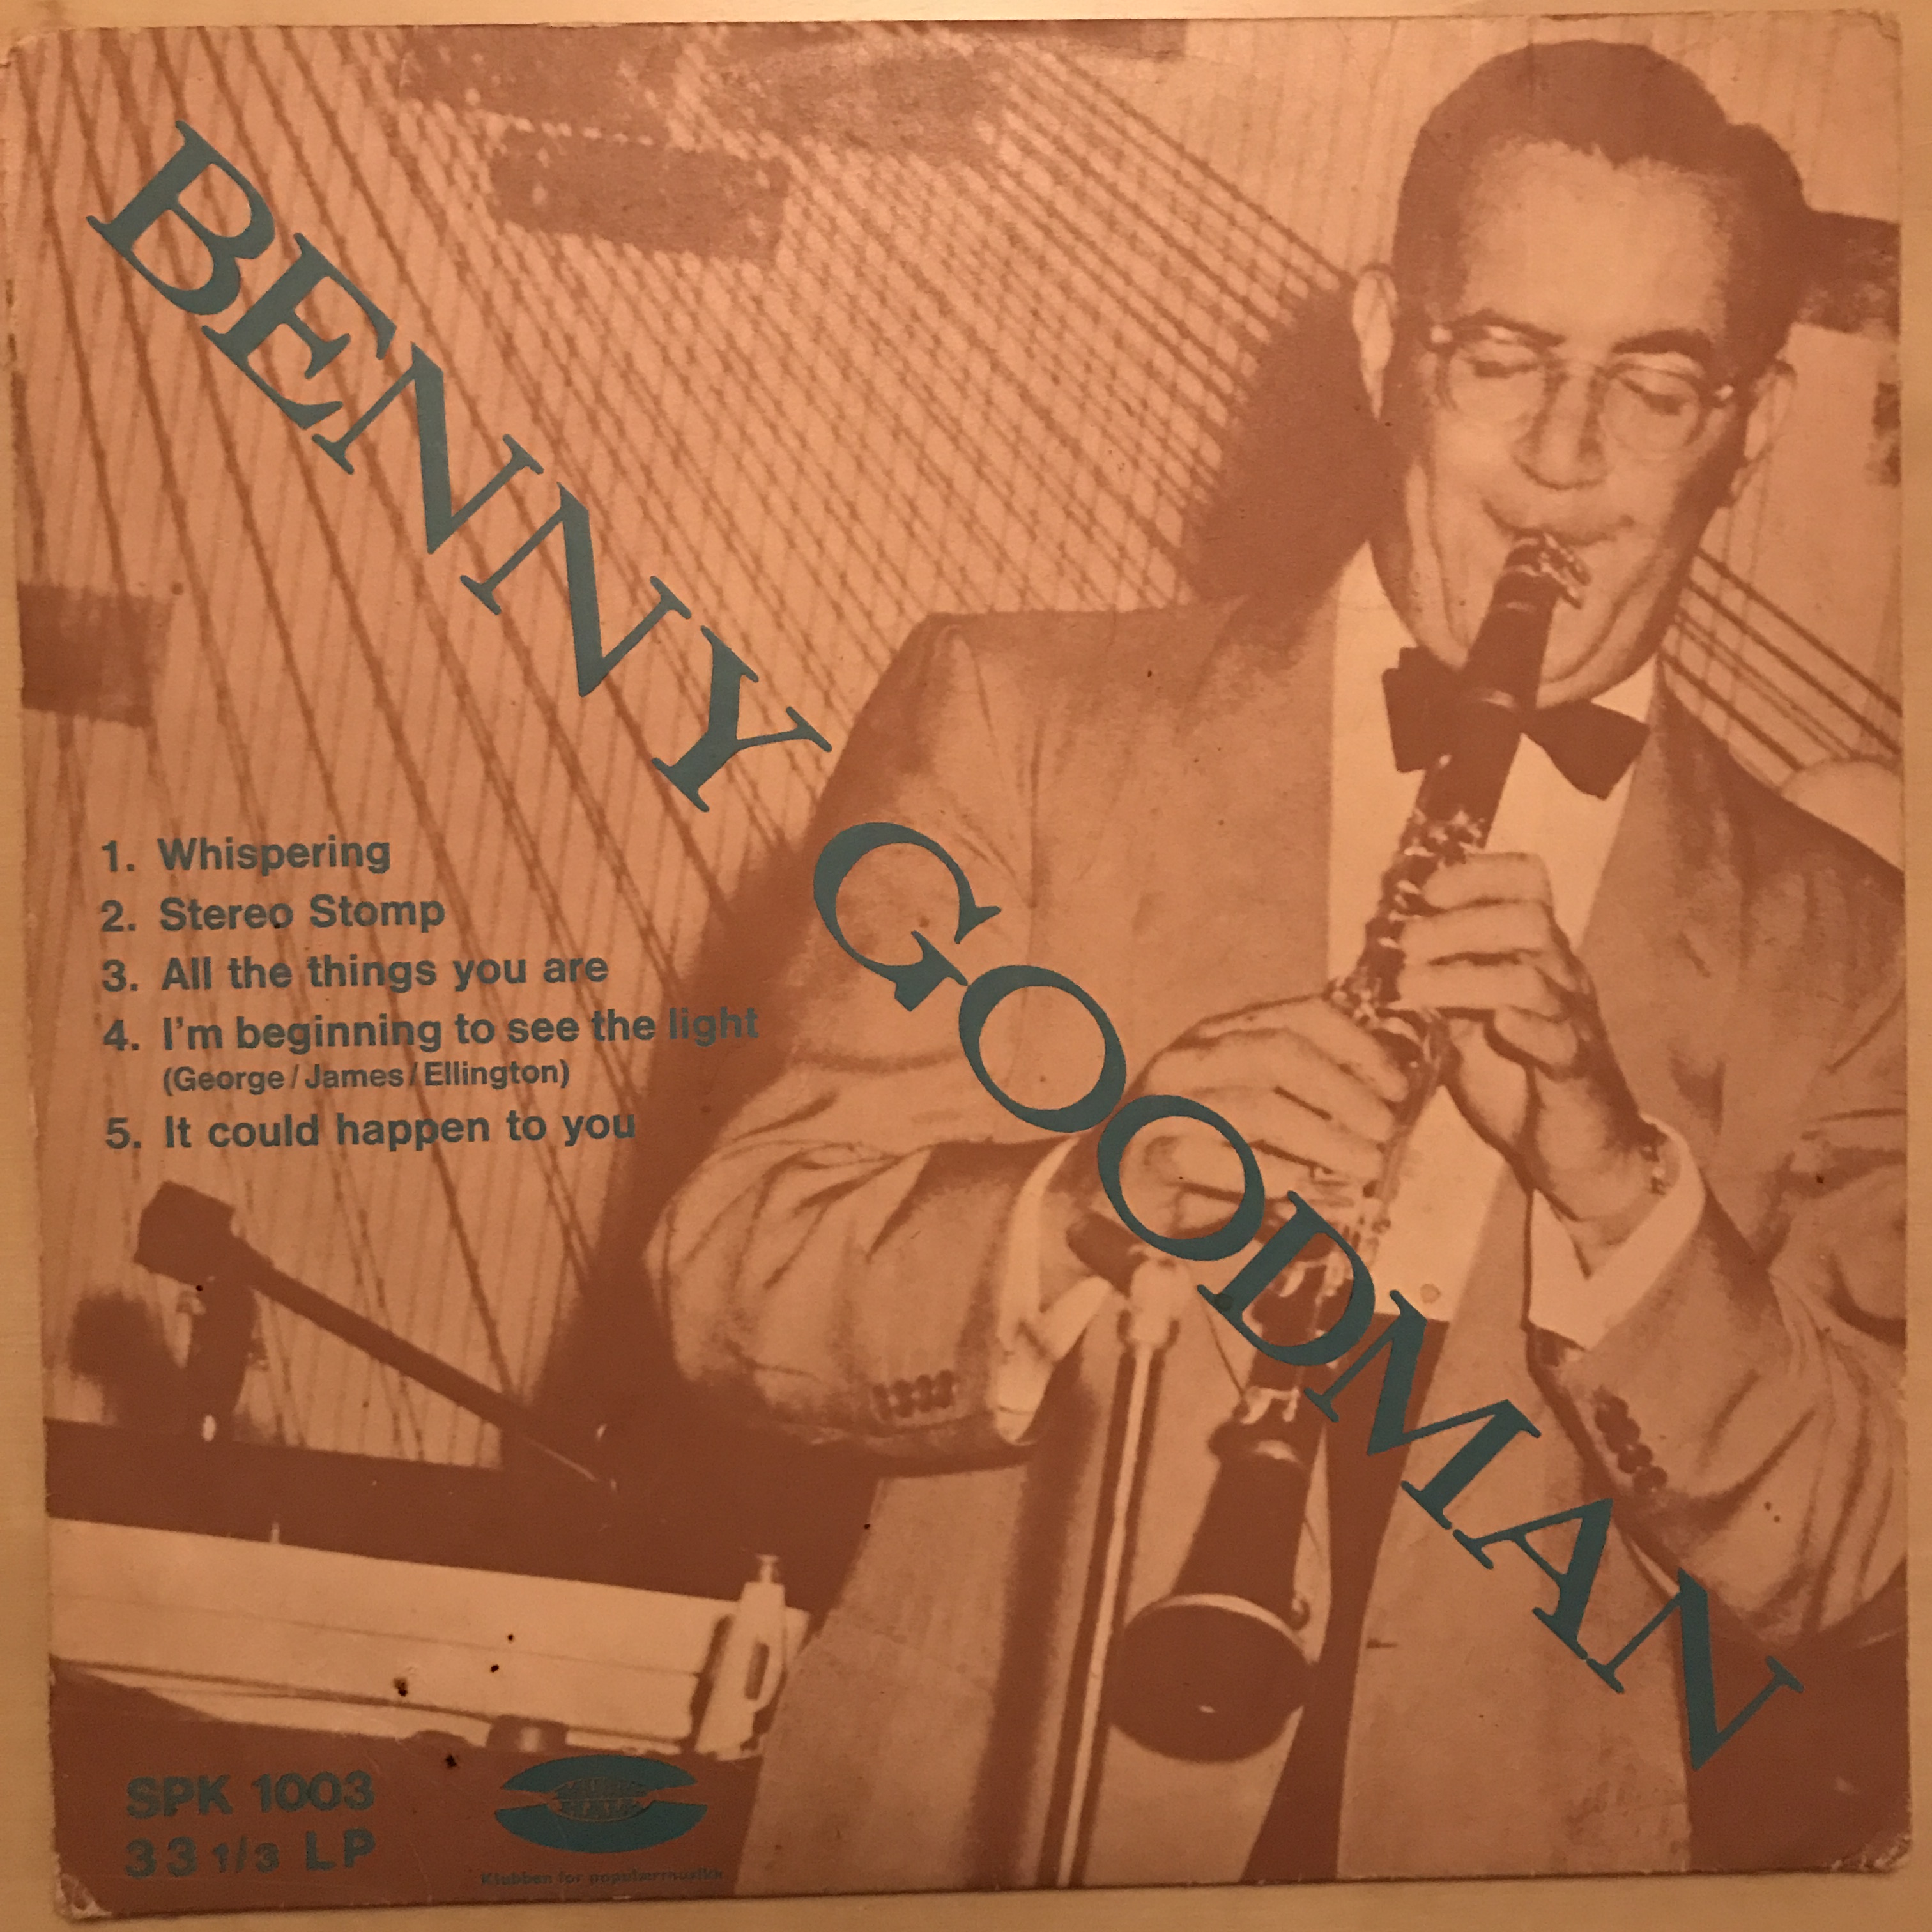 BENNY GOODMAN
1. Whispering
2. Stereo Stomp
3. All the things you are
4. I'm beginning to see the light
(George/James/Ellington)
5. It could happen to you
SPK 1003
33 1/3 LP
Klubben for populærmusikk